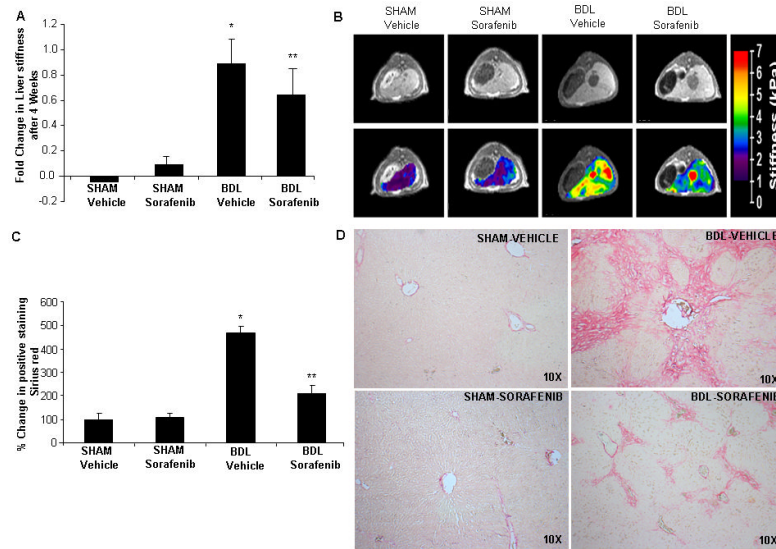 A
Fold Change in Liver stiffness
after 4 Weeks
1.2
1.0
0.8
0.6
0.4
0.2
0.0
-0.2
*
**
SHAM
Vehicle
SHAM
Sorafenib
BDL
Vehicle
BDL
Sorafenib
B
SHAM
Vehicle
SHAM
Sorafenib
BDL
Vehicle
BDL
Sorafenib
7
6
5
4
3
2
1
0
Stiffness (kPa)
C
% Change in positive staining
Sirius red
600
500
400
300
200
100
0
*
**
SHAM
Vehicle
SHAM
Sorafenib
BDL
Vehicle
BDL
Sorafenib
D
SHAM-VEHICLE
10X
BDL-VEHICLE
10X
SHAM-SORAFENIB
10X
BDL-SORAFENIB
10X